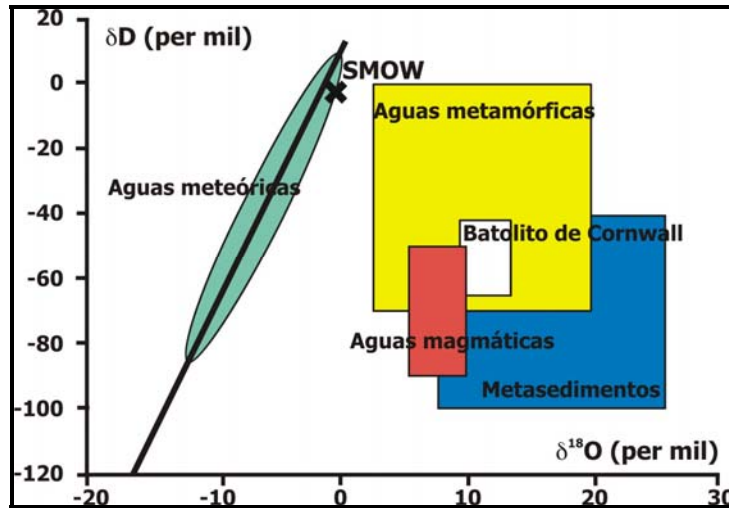 20
δD (per mil)
0
SMOW
Aguas metamórficas
-20
Aguas meteóricas
-40
Batolito de Cornwall
-60
Aguas magmáticas
-80
Metasedimentos
-100
δ¹⁸O (per mil)
-120
-20 -10 0 10 20 30